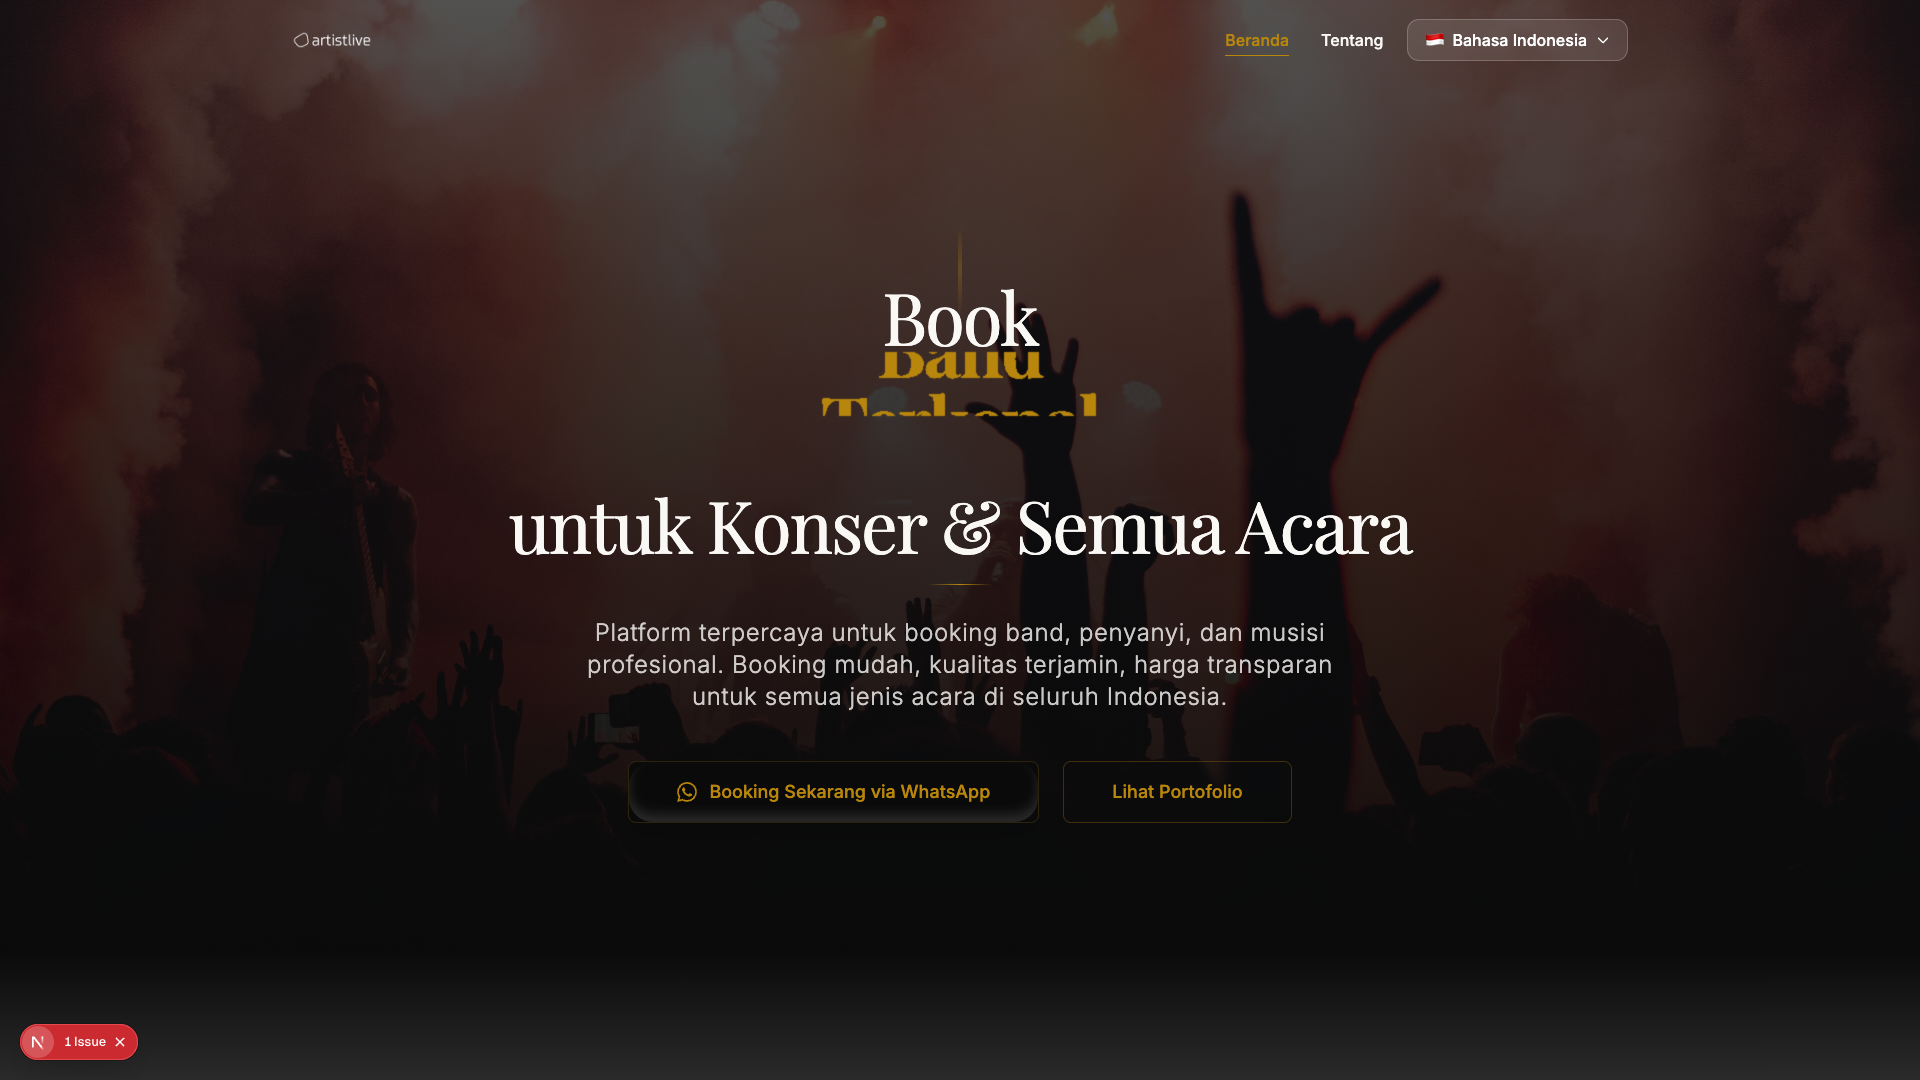 artistlive
Beranda
Tentang
Bahasa Indonesia
Book
Band
Terkenal
untuk Konser & Semua Acara
Platform terpercaya untuk booking band, penyanyi, dan musisi
profesional. Booking mudah, kualitas terjamin, harga transparan
untuk semua jenis acara di seluruh Indonesia.
Booking Sekarang via WhatsApp
Lihat Portofolio
N
1 Issue